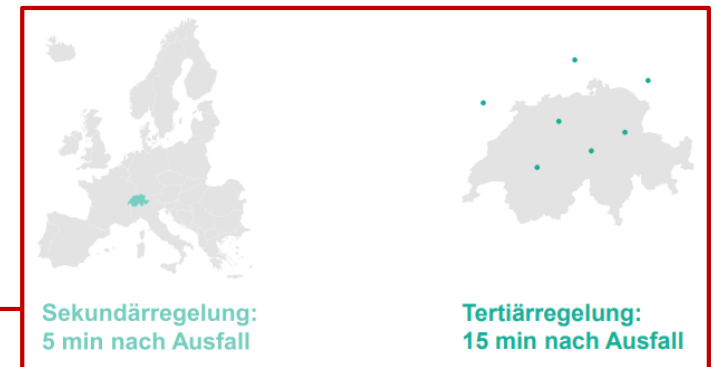 Sekundärregelung:
5 min nach Ausfall
Tertiärregelung:
15 min nach Ausfall